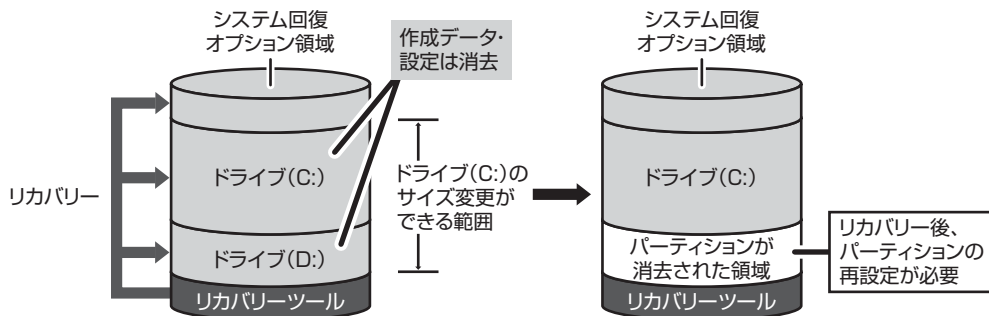 システム回復
オプション領域
作成データ・
設定は消去
リカバリー
ドライブ(C:)
ドライブ(C:)の
サイズ変更が
できる範囲
ドライブ(D:)
リカバリーツール
システム回復
オプション領域
ドライブ(C:)
パーティションが
消去された領域
リカバリーツール
リカバリー後、
パーティションの
再設定が必要